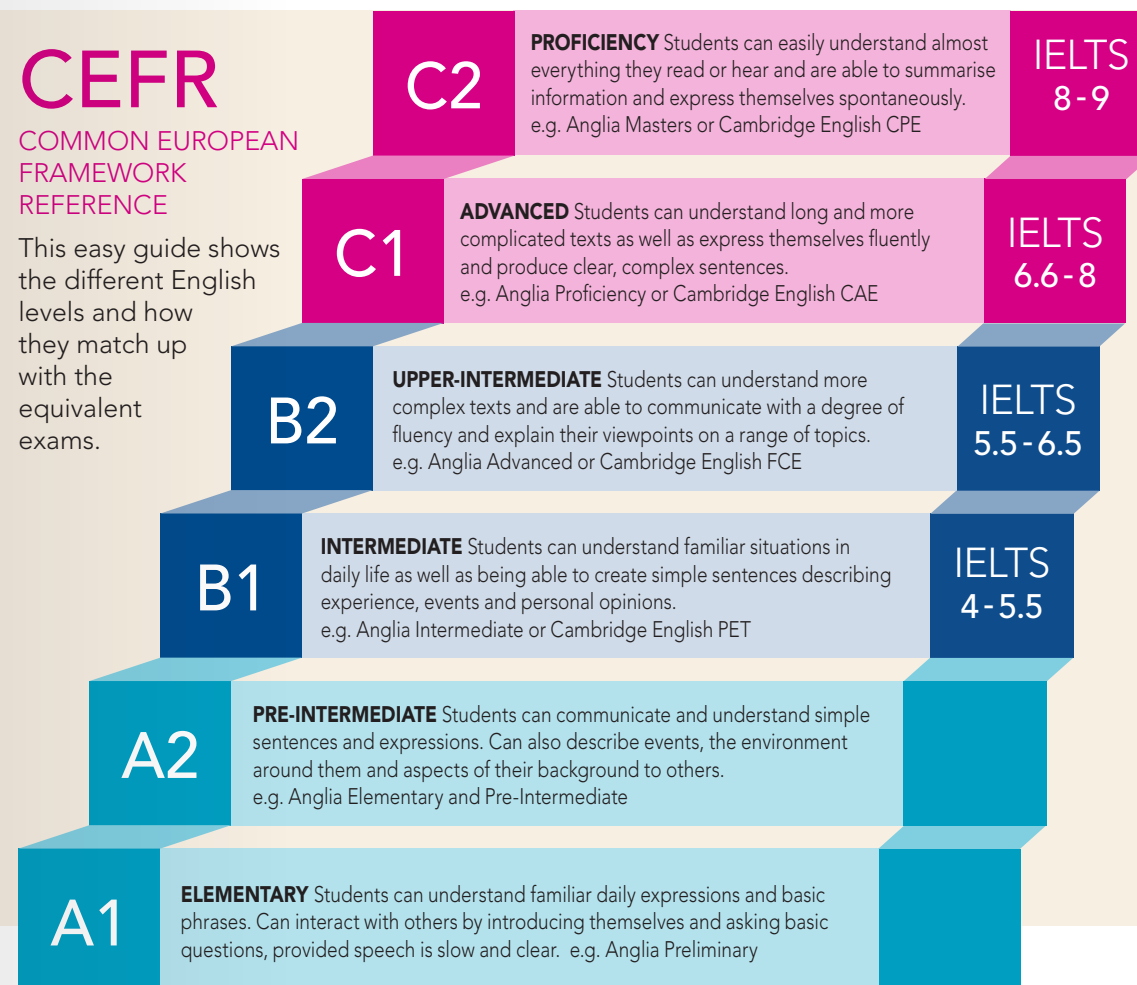 CEFR
COMMON EUROPEAN
FRAMEWORK
REFERENCE
This easy guide shows
the different English
levels and how
they match up
with the
equivalent
exams.
C2
PROFICIENCY Students can easily understand almost
everything they read or hear and are able to summarise
information and express themselves spontaneously.
e.g. Anglia Masters or Cambridge English CPE
IELTS
8-9
C1
ADVANCED Students can understand long and more
complicated texts as well as express themselves fluently
and produce clear, complex sentences.
e.g. Anglia Proficiency or Cambridge English CAE
IELTS
6.6-8
B2
UPPER-INTERMEDIATE Students can understand more
complex texts and are able to communicate with a degree of
fluency and explain their viewpoints on a range of topics.
e.g. Anglia Advanced or Cambridge English FCE
IELTS
5.5-6.5
B1
INTERMEDIATE Students can understand familiar situations in
daily life as well as being able to create simple sentences describing
experience, events and personal opinions.
e.g. Anglia Intermediate or Cambridge English PET
IELTS
4-5.5
A2
PRE-INTERMEDIATE Students can communicate and understand simple
sentences and expressions. Can also describe events, the environment
around them and aspects of their background to others.
e.g. Anglia Elementary and Pre-Intermediate
A1
ELEMENTARY Students can understand familiar daily expressions and basic
phrases. Can interact with others by introducing themselves and asking basic
questions, provided speech is slow and clear. e.g. Anglia Preliminary